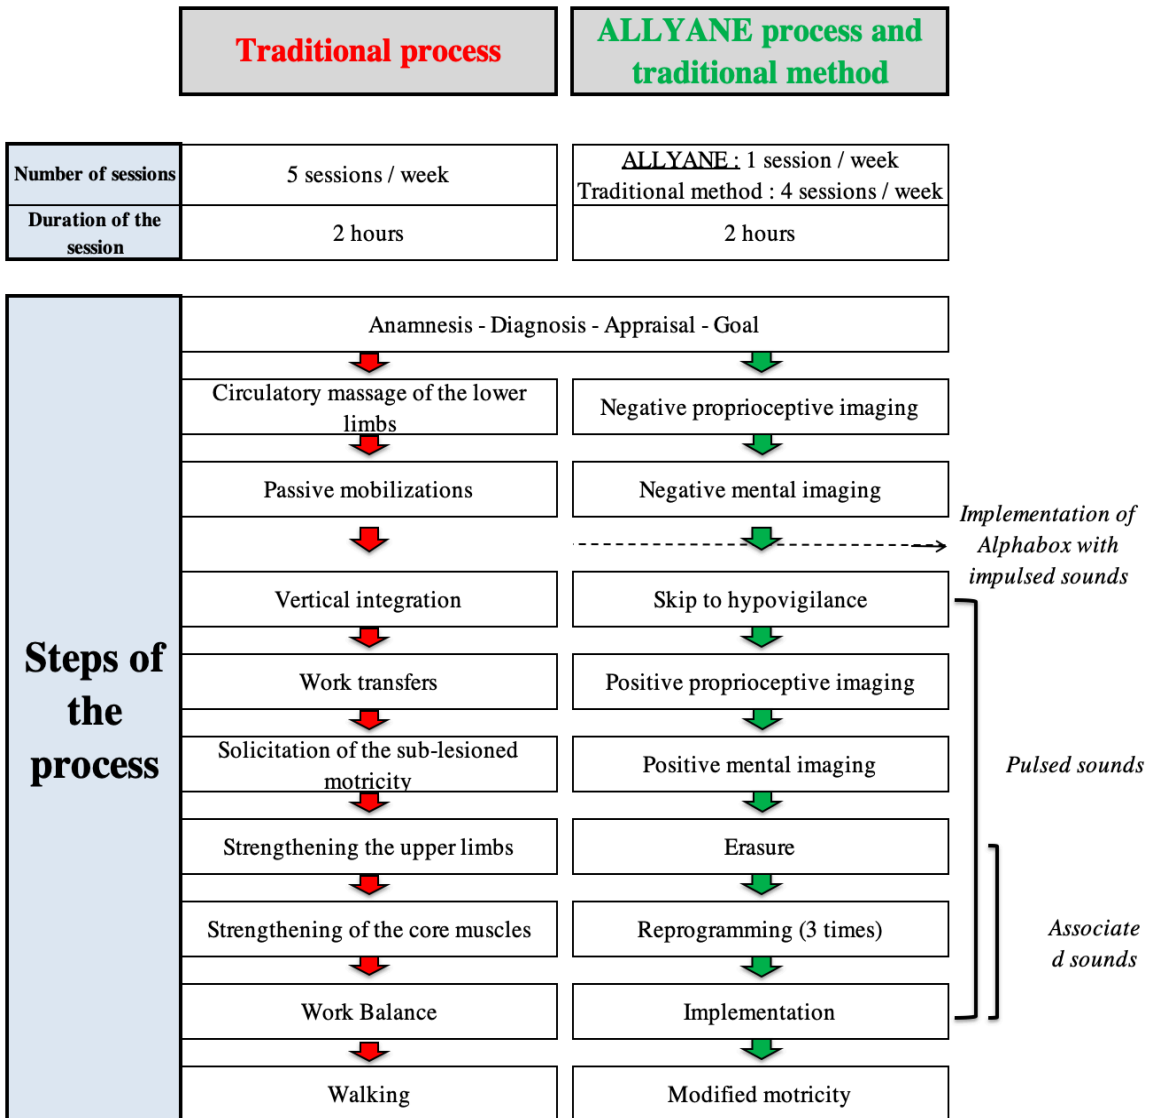 Traditional process
ALLYANE process and
traditional method
Number of sessions
5 sessions / week
ALLYANE : 1 session / week
Traditional method : 4 sessions / week
Duration of the
session
2 hours
2 hours
Steps of
the
process
Anamnesis - Diagnosis - Appraisal - Goal
Circulatory massage of the lower
limbs
Negative proprioceptive imaging
Passive mobilizations
Negative mental imaging
Implementation of
Alphabox with
impulsed sounds
Vertical integration
Skip to hypovigilance
Work transfers
Positive proprioceptive imaging
Solicitation of the sub-lesioned
motricity
Positive mental imaging
Pulsed sounds
Strengthening the upper limbs
Erasure
Strengthening of the core muscles
Reprogramming (3 times)
Associate
d sounds
Work Balance
Implementation
Walking
Modified motricity